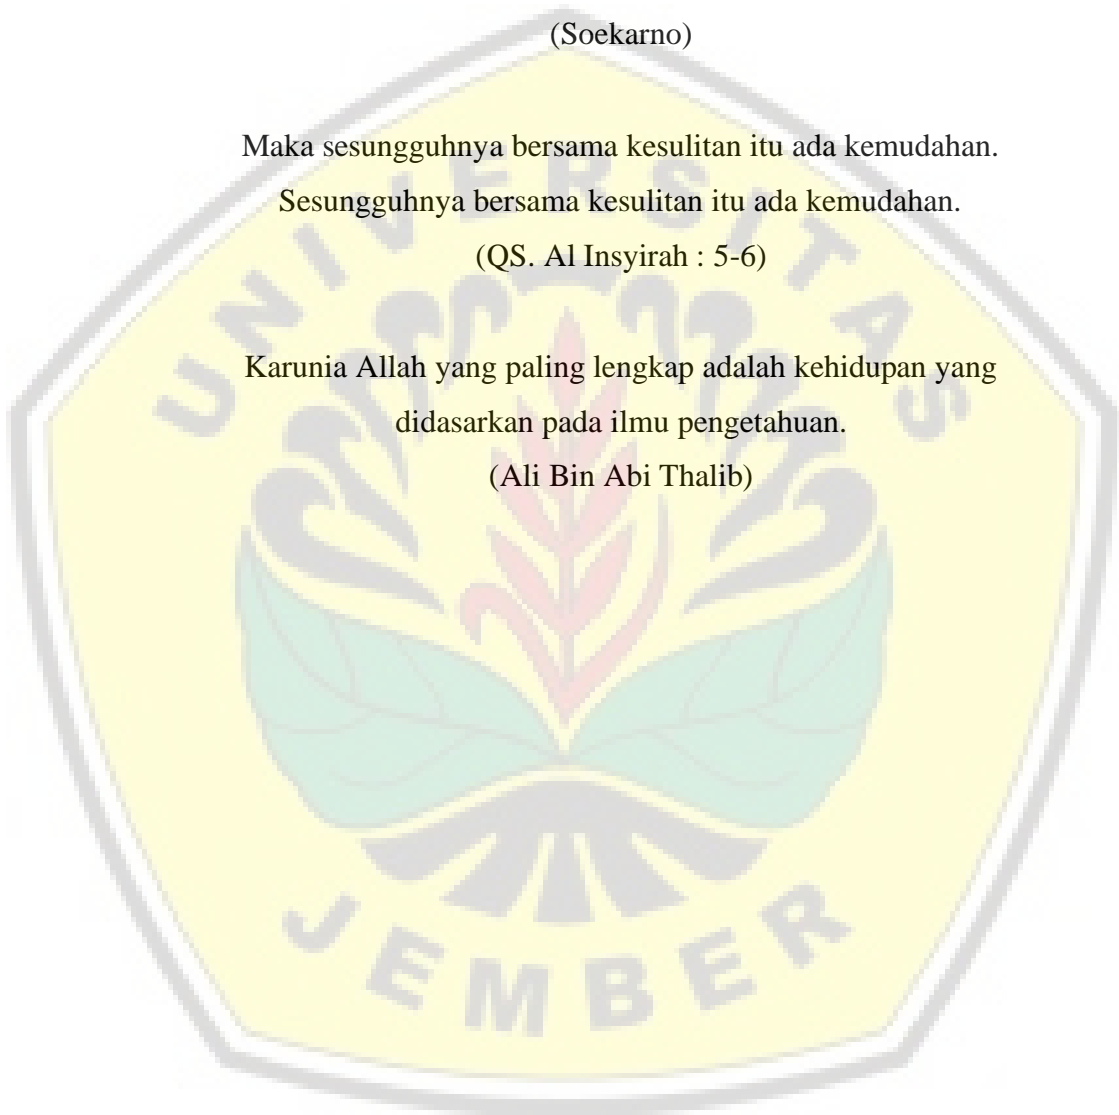 (Soekarno)
Maka sesungguhnya bersama kesulitan itu ada kemudahan.
Sesungguhnya bersama kesulitan itu ada kemudahan.
(QS. Al Insyirah : 5-6)
Karunia Allah yang paling lengkap adalah kehidupan yang
didasarkan pada ilmu pengetahuan.
(Ali Bin Abi Thalib)
UNIVERSITAS
JEMBER